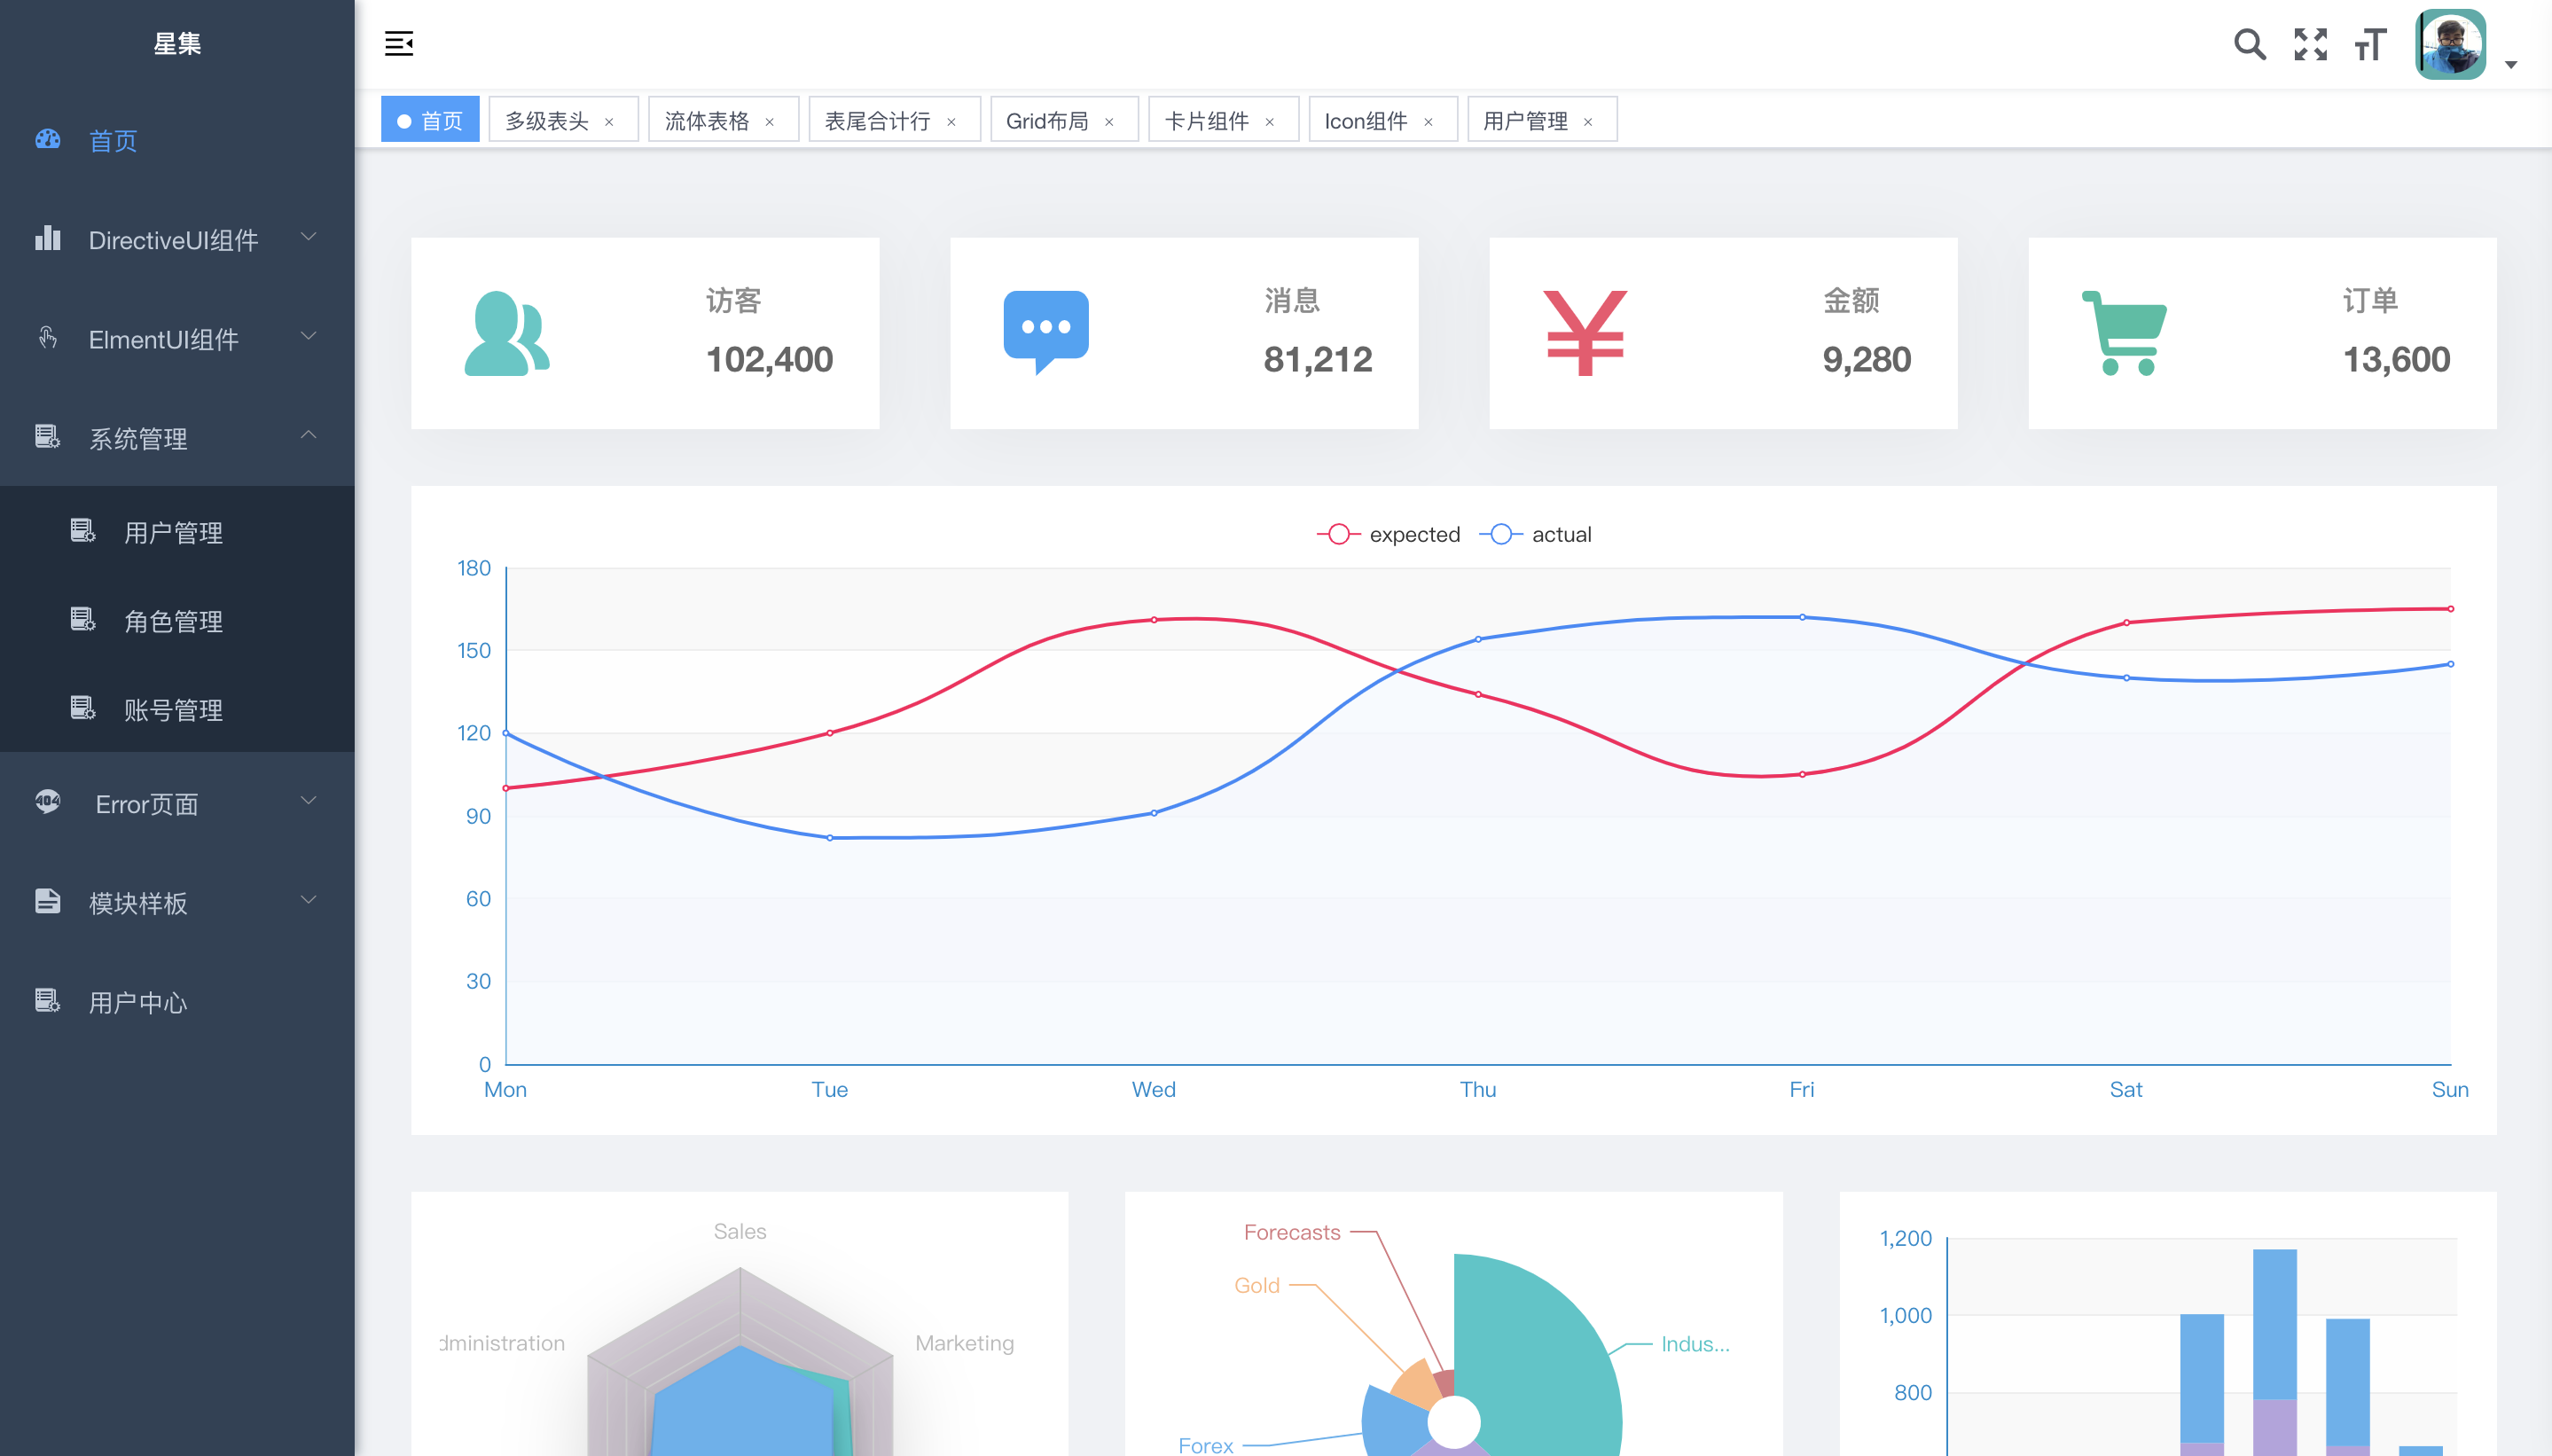 星集
首页
DirectiveUI组件
ElmentUI组件
系统管理
用户管理
角色管理
账号管理
404 Error页面
模块样板
用户中心
首页 多级表头 × 流体表格 × 表尾合计行 × Grid布局 × 卡片组件 × Icon组件 × 用户管理 ×
访客
102,400
消息
81,212
金额
9,280
订单
13,600
expected actual
180
150
120
90
60
30
0
Mon Tue Wed Thu Fri Sat Sun
Sales
dministration
Marketing
Forecasts
Gold
Indus...
Forex
1,200
1,000
800